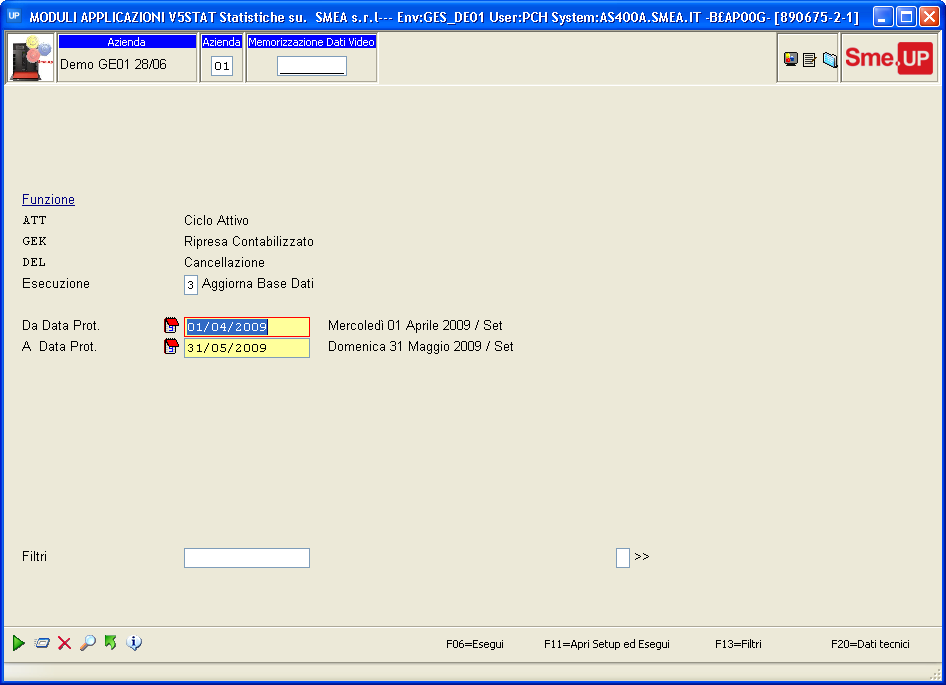 UP MODULI APPLICAZIONI V5STAT Statistiche su. SMEA s.r.l--- Env:GES_DE01 User:PCH System:AS400A.SMEA.IT -B£AP00G- [890675-2-1]
Azienda Azienda Memorizzazione Dati Video
Demo GE01 28/06 01
Sme.UP
Funzione
ATT Ciclo Attivo
GEK Ripresa Contabilizzato
DEL Cancellazione
Esecuzione 3 Aggiorna Base Dati
Da Data Prot. 01/04/2009 Mercoledì 01 Aprile 2009 / Set
A Data Prot. 31/05/2009 Domenica 31 Maggio 2009 / Set
Filtri >>
F06=Esegui F11=Apri Setup ed Esegui F13=Filtri F20=Dati tecnici